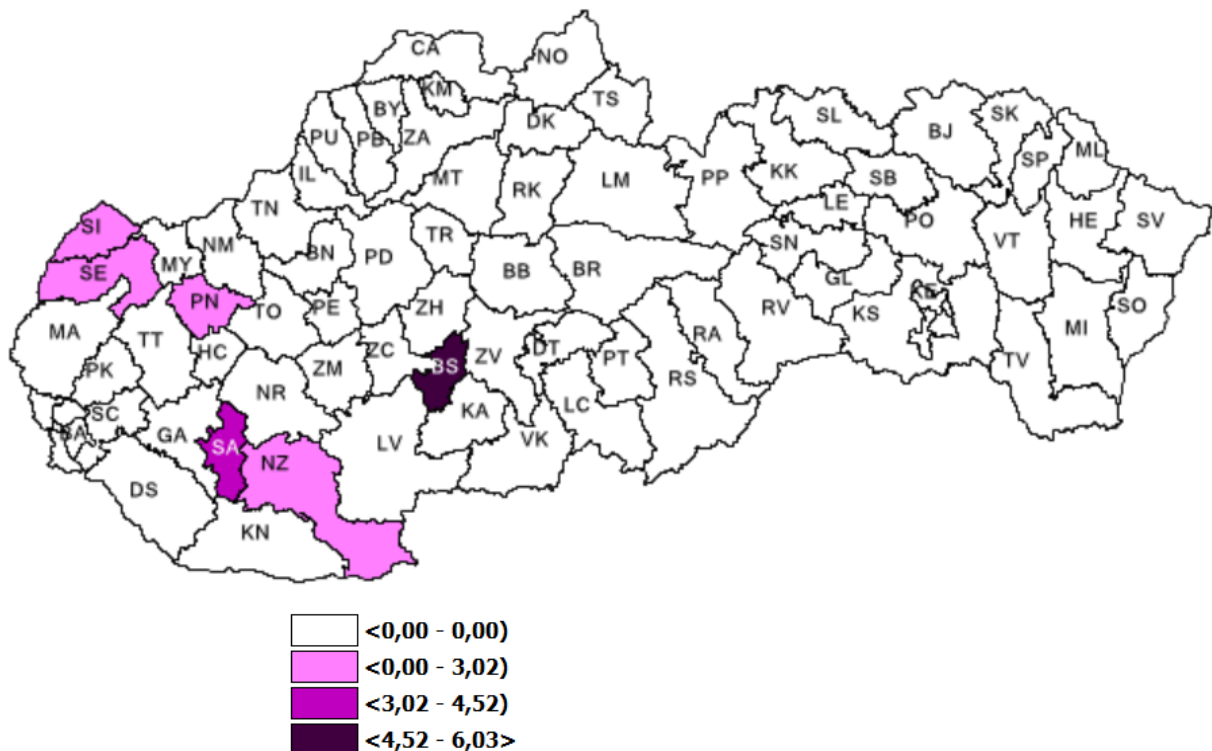 CA NO
KM TS
BY DK SL SK
PU PB ZA BJ ML
SP
IL MT RK LM PP KK SB
TN LE
SI NM TR PO HE SV
SE MY BN PD BB BR SN VT
GL
PN TO PE ZH RV KS KE SO
MA TT HC ZM ZC BS ZV DT PT RA MI
PK NR RS TV
SC KA LC
BA GA SA NZ LV VK
DS
KN
<0,00 - 0,00)
<0,00 - 3,02)
<3,02 - 4,52)
<4,52 - 6,03>